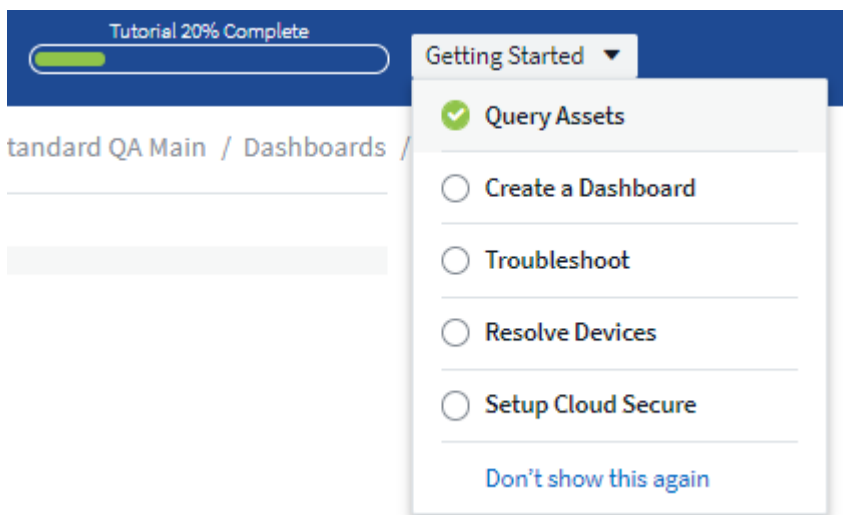 Tutorial 20% Complete
Getting Started
tandard QA Main / Dashboards /
Query Assets
Create a Dashboard
Troubleshoot
Resolve Devices
Setup Cloud Secure
Don't show this again